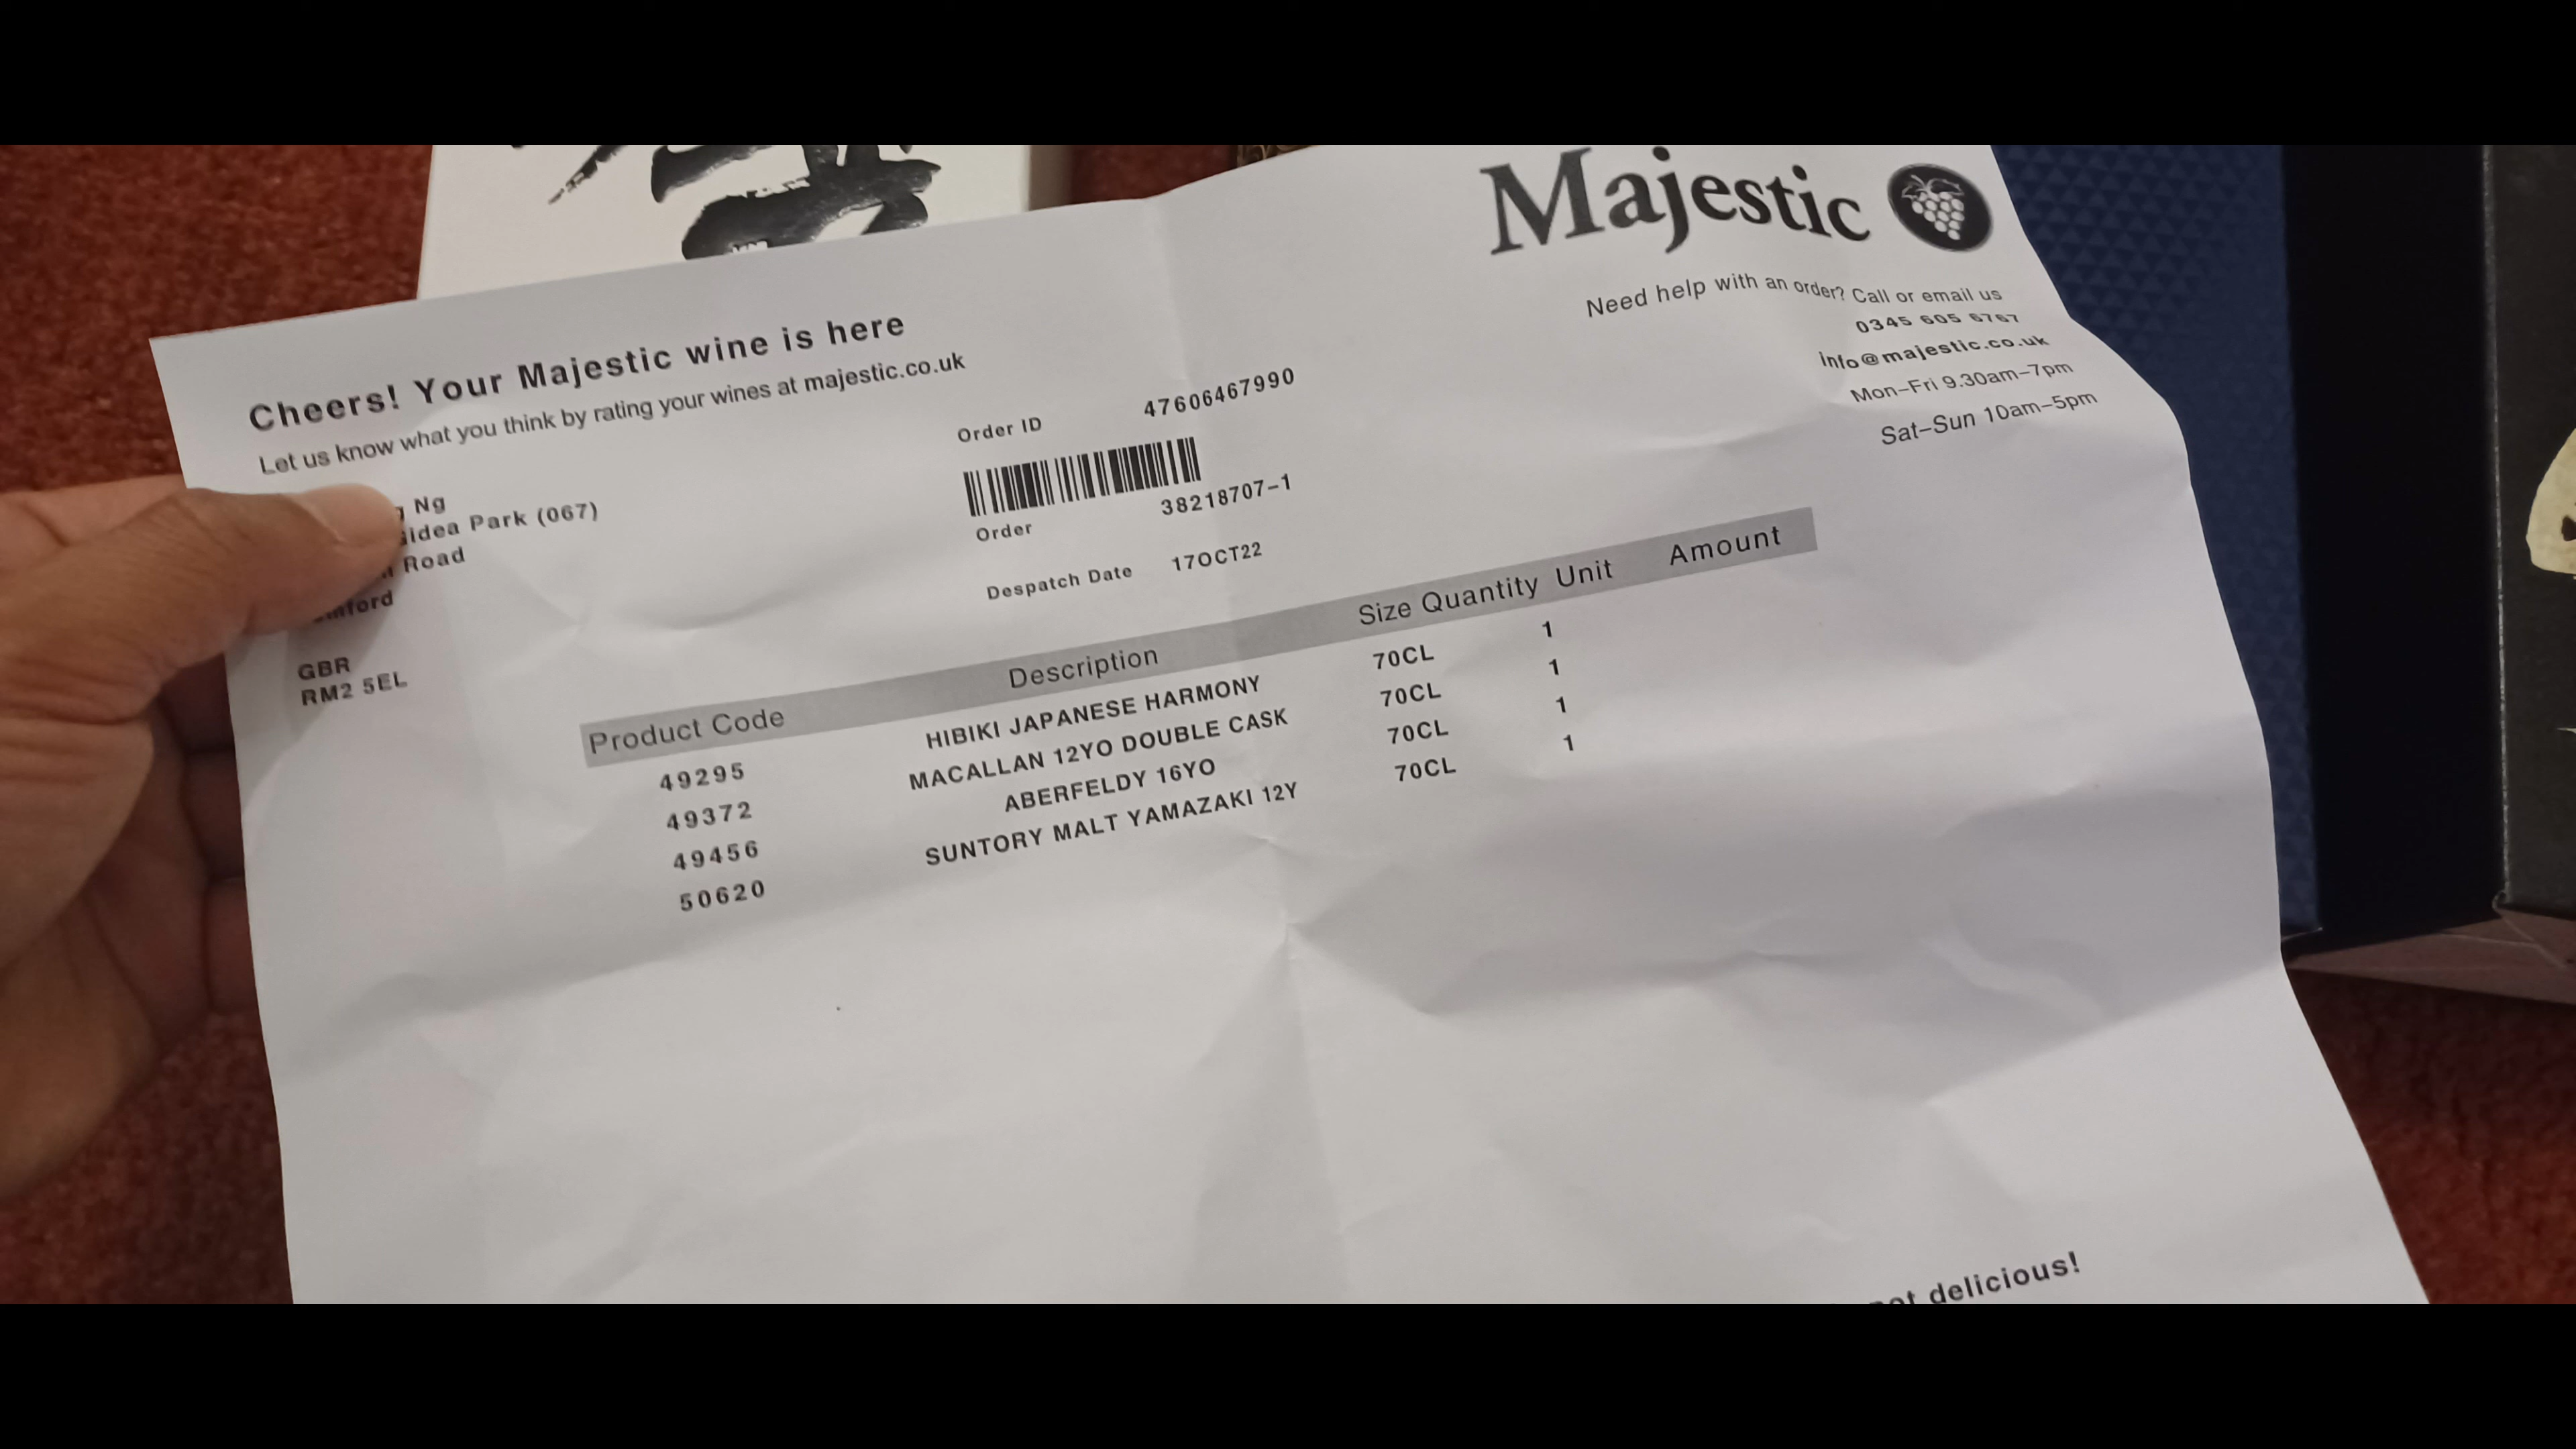 Majestic
Need help with an order? Call or email us
0345 605 6767
info@majestic.co.uk
Mon–Fri 9.30am–7pm
Sat–Sun 10am–5pm
Cheers! Your Majestic wine is here
Let us know what you think by rating your wines at majestic.co.uk
Ng
Park (067)
Road
GBR
RM2 5EL
Order ID 47606467990
Order 38218707-1
Despatch Date 17OCT22
Product Code Description Size Quantity Unit Amount
49295 HIBIKI JAPANESE HARMONY 70CL 1
49372 MACALLAN 12YO DOUBLE CASK 70CL 1
49456 ABERFELDY 16YO 70CL 1
50620 SUNTORY MALT YAMAZAKI 12Y 70CL 1
delicious!